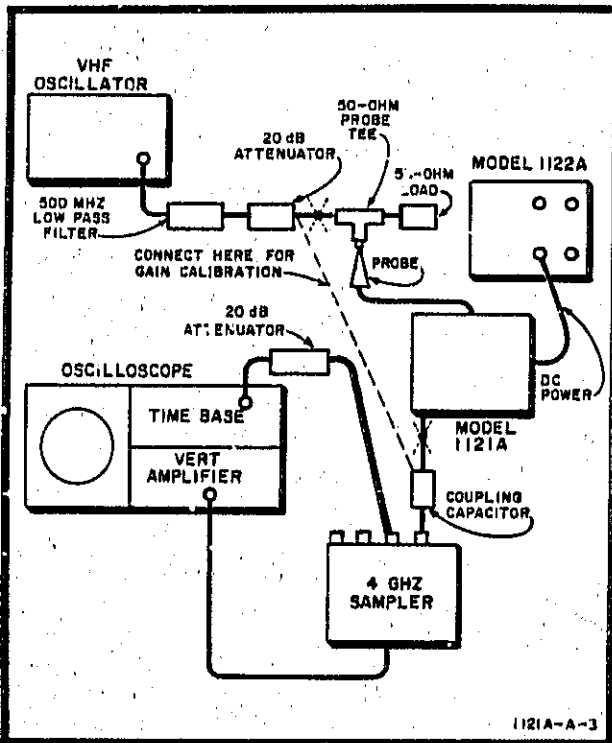 VHF
OSCILLATOR
50-OHM
PROBE
TEE
20 dB
ATTENUATOR
MODEL 1122A
LOAD
500 MHZ
LOW PASS
FILTER
CONNECT HERE FOR
GAIN CALIBRATION
PROBE
20 dB
ATTENUATOR
OSCILLOSCOPE
DC
POWER
TIME BASE
MODEL
1121A
VERT
AMPLIFIER
COUPLING
CAPACITOR
4 GHZ
SAMPLER
1121A-A-3